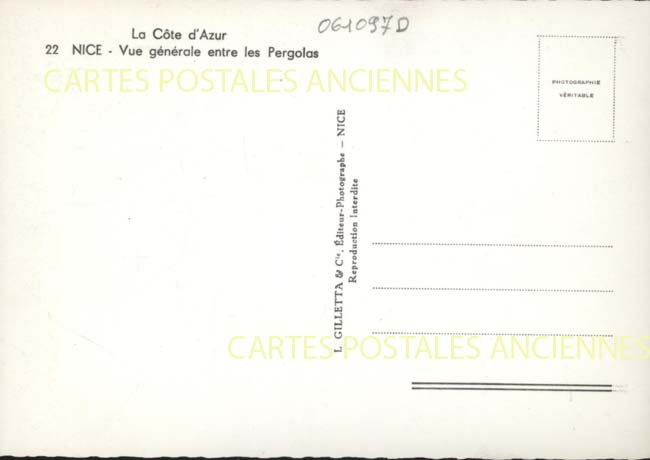 La Côte d'Azur
061097D
22 NICE - Vue générale entre les Pergolas
CARTES POSTALES ANCIENNES
PHOTOGRAPHIE
VÉRITABLE
L. GILLETTA & Cie. Éditeur-Photographe — NICE
Reproduction Interdite
CARTES POSTALES ANCIENNES